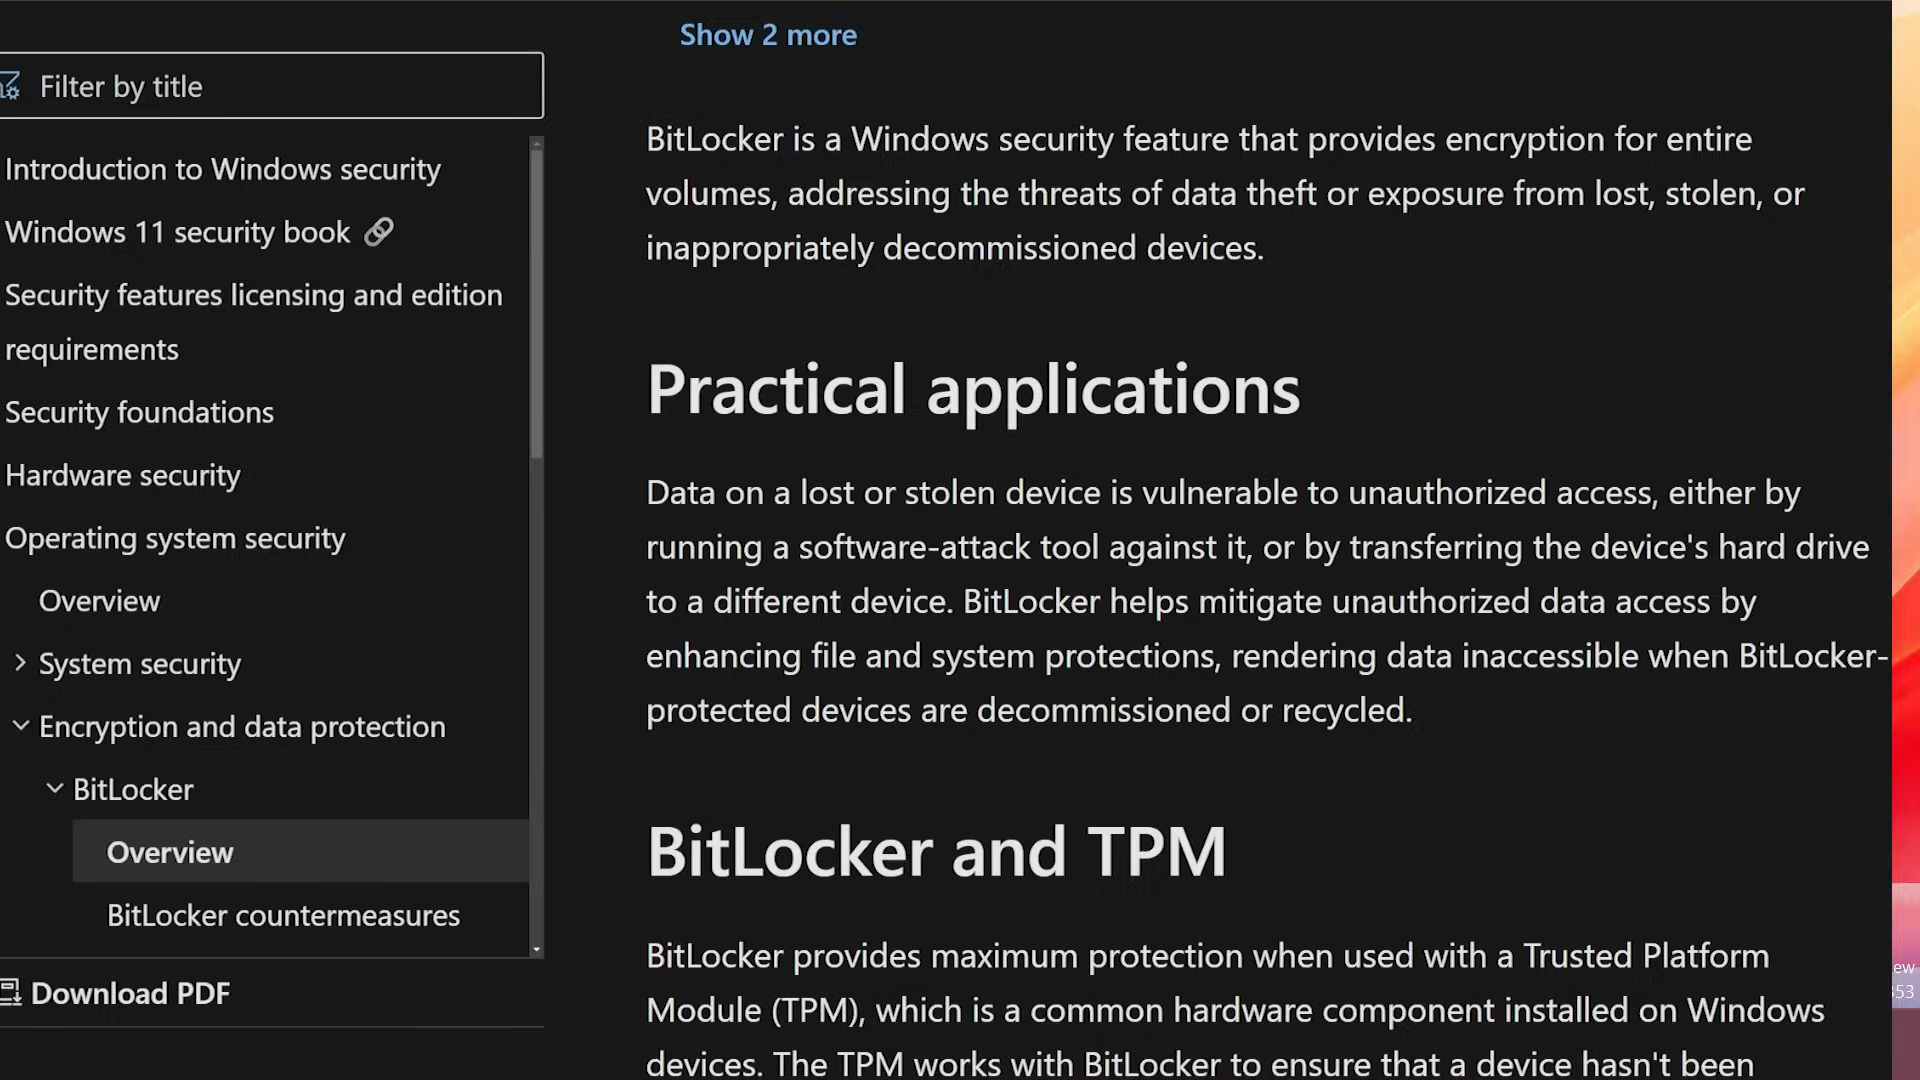 Show 2 more
Filter by title
Introduction to Windows security
Windows 11 security book
Security features licensing and edition
requirements
Security foundations
Hardware security
Operating system security
Overview
System security
Encryption and data protection
BitLocker
Overview
BitLocker countermeasures
Download PDF
BitLocker is a Windows security feature that provides encryption for entire
volumes, addressing the threats of data theft or exposure from lost, stolen, or
inappropriately decommissioned devices.
Practical applications
Data on a lost or stolen device is vulnerable to unauthorized access, either by
running a software-attack tool against it, or by transferring the device's hard drive
to a different device. BitLocker helps mitigate unauthorized data access by
enhancing file and system protections, rendering data inaccessible when BitLocker-
protected devices are decommissioned or recycled.
BitLocker and TPM
BitLocker provides maximum protection when used with a Trusted Platform
Module (TPM), which is a common hardware component installed on Windows
devices. The TPM works with BitLocker to ensure that a device hasn't been